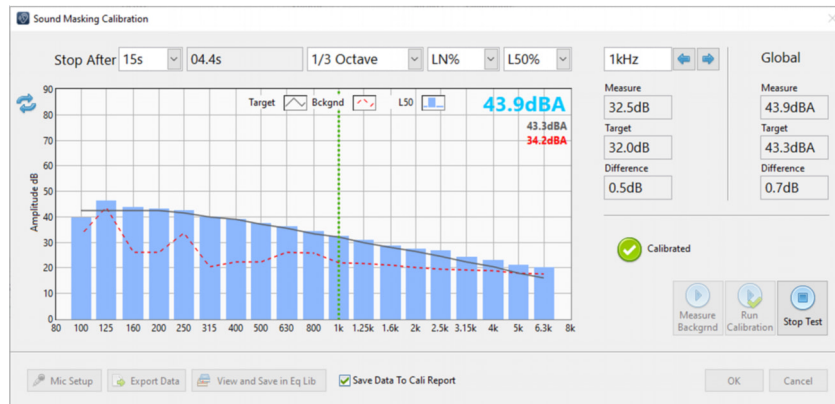 Sound Masking Calibration
Stop After 15s 04.4s 1/3 Octave LN% L50% 1kHz Global
Target Bckgnd L50 43.9dBA
43.3dBA
34.2dBA
Amplitude dB
90
80
70
60
50
40
30
20
10
0
80 100 125 160 200 250 315 400 500 630 800 1k 1.25k 1.6k 2k 2.5k 3.15k 4k 5k 6.3k 8k
Measure Measure
32.5dB 43.9dBA
Target Target
32.0dB 43.3dBA
Difference Difference
0.5dB 0.7dB
Calibrated
Measure Backgrnd
Run Calibration
Stop Test
Mic Setup Export Data View and Save in Eq Lib Save Data To Cali Report OK Cancel